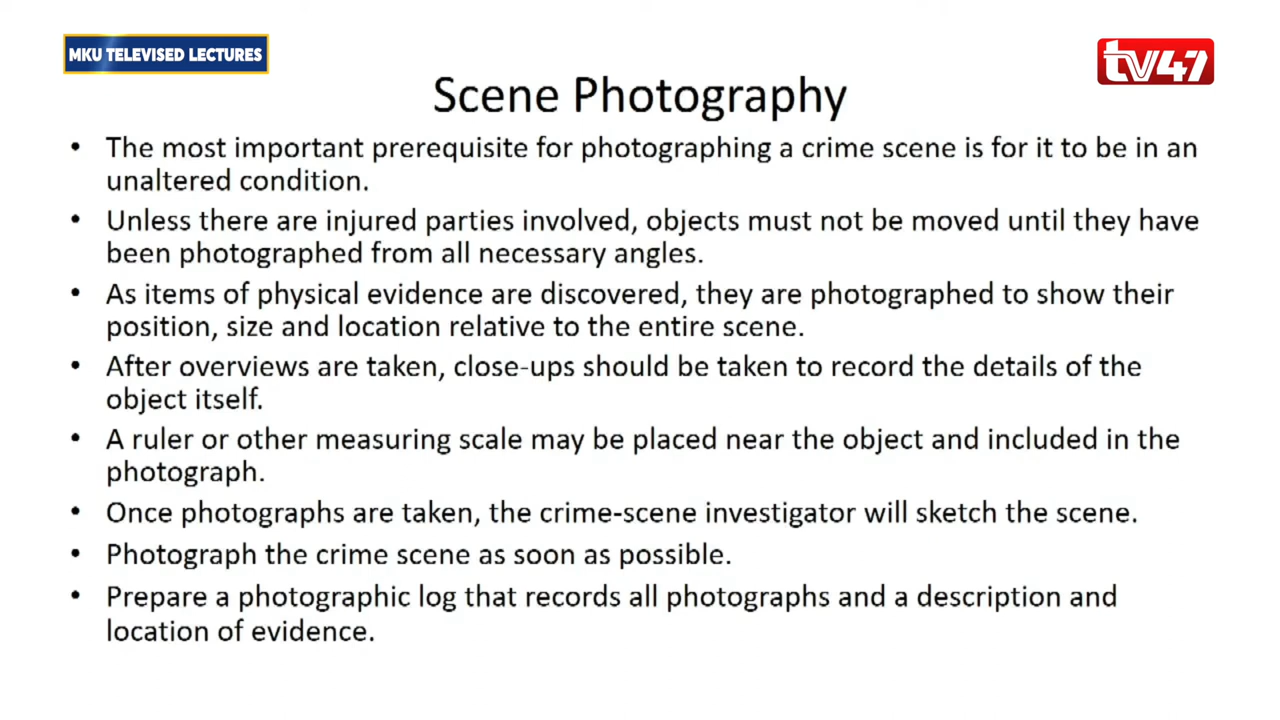 MKU TELEVISED LECTURES
tv47
Scene Photography
• The most important prerequisite for photographing a crime scene is for it to be in an
unaltered condition.
• Unless there are injured parties involved, objects must not be moved until they have
been photographed from all necessary angles.
• As items of physical evidence are discovered, they are photographed to show their
position, size and location relative to the entire scene.
• After overviews are taken, close-ups should be taken to record the details of the
object itself.
• A ruler or other measuring scale may be placed near the object and included in the
photograph.
• Once photographs are taken, the crime-scene investigator will sketch the scene.
• Photograph the crime scene as soon as possible.
• Prepare a photographic log that records all photographs and a description and
location of evidence.